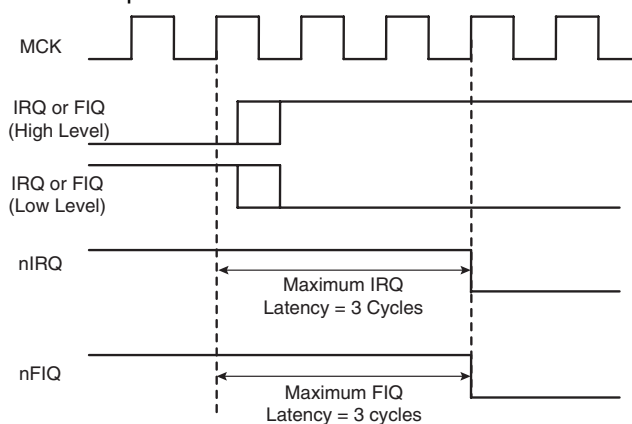 MCK
IRQ or FIQ
(High Level)
IRQ or FIQ
(Low Level)
nIRQ
Maximum IRQ
Latency = 3 Cycles
nFIQ
Maximum FIQ
Latency = 3 cycles